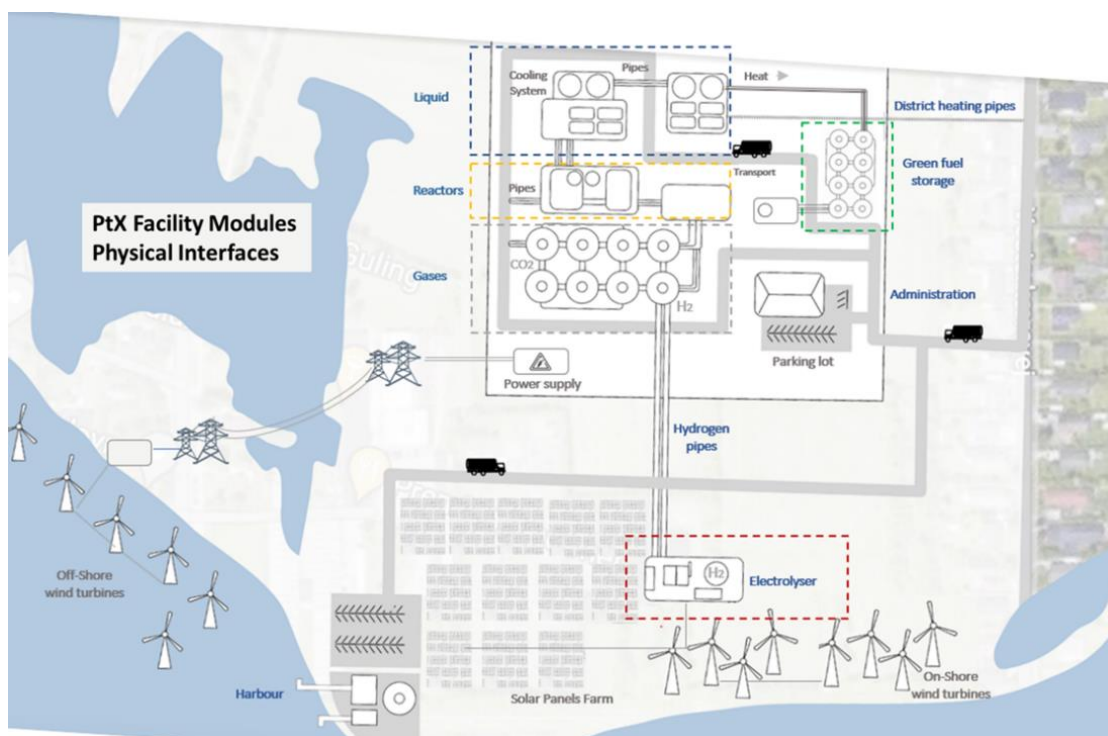 Cooling
System
Pipes
Heat
Liquid
District heating pipes
Green fuel
storage
Transport
Reactors
Pipes
PtX Facility Modules
Physical Interfaces
CO2
Gases
H2
Administration
Parking lot
Power supply
Hydrogen
pipes
Off-Shore
wind turbines
H2
Electrolyser
Harbour
Solar Panels Farm
On-Shore
wind turbines